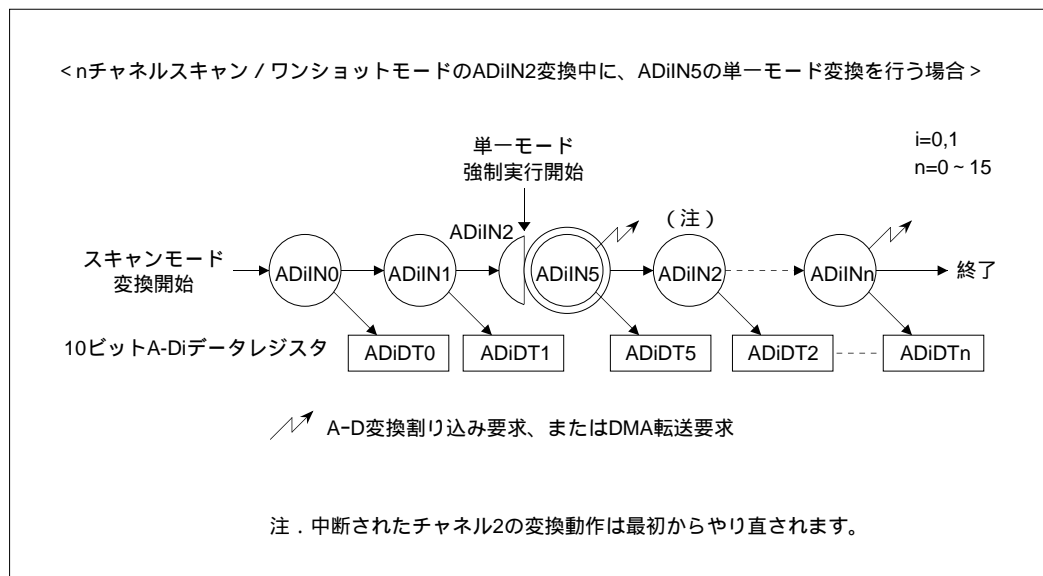 ＜nチャネルスキャン／ワンショットモードのADiIN2変換中に、ADiIN5の単一モード変換を行う場合＞
単一モード
強制実行開始
i=0,1
n=0～15
ADiIN2
（注）
スキャンモード
変換開始
ADiIN0
ADiIN1
ADiIN5
ADiIN2
ADiINn
終了
10ビットA-Diデータレジスタ
ADiDT0
ADiDT1
ADiDT5
ADiDT2
ADiDTn
A-D変換割り込み要求、またはDMA転送要求
注．中断されたチャネル2の変換動作は最初からやり直されます。